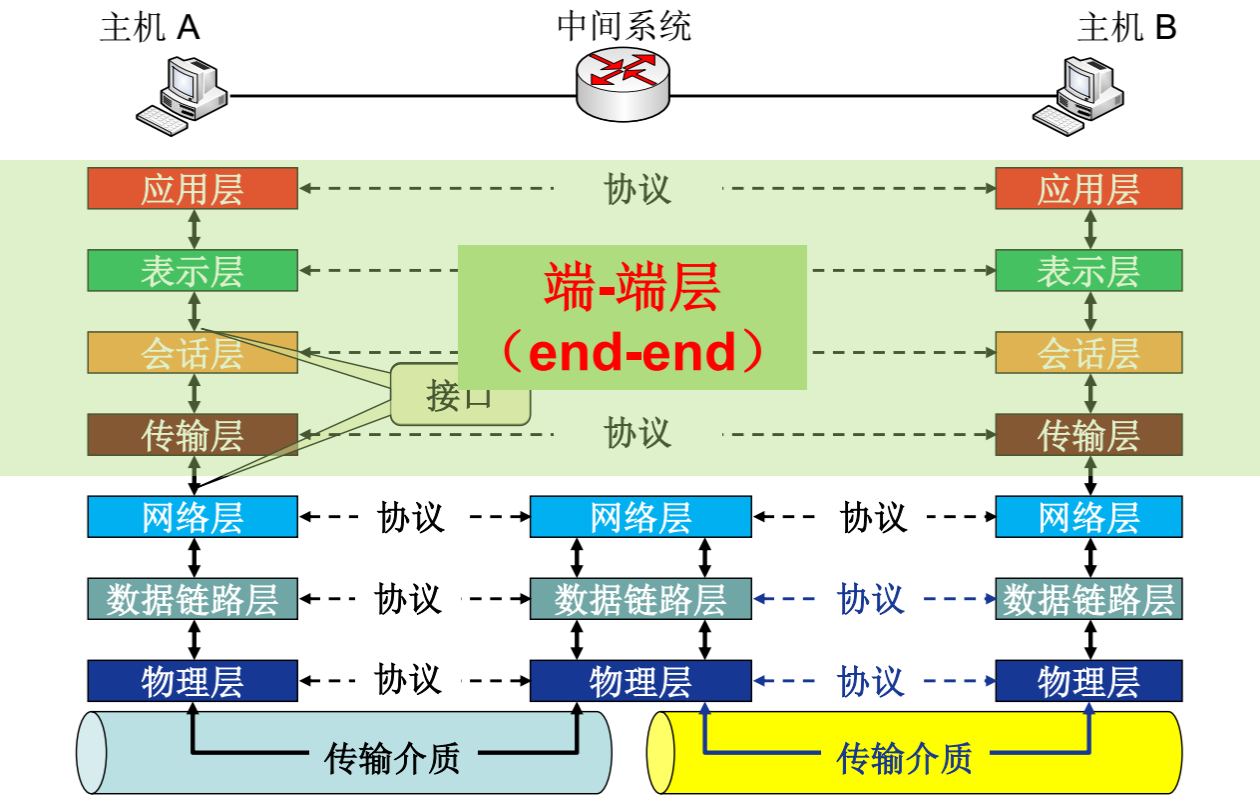 主机 A
中间系统
主机 B
应用层
协议
应用层
表示层
端-端层
（end-end）
表示层
会话层
接口
会话层
传输层
协议
传输层
网络层
协议
网络层
协议
网络层
数据链路层
协议
数据链路层
协议
数据链路层
物理层
协议
物理层
协议
物理层
传输介质
传输介质